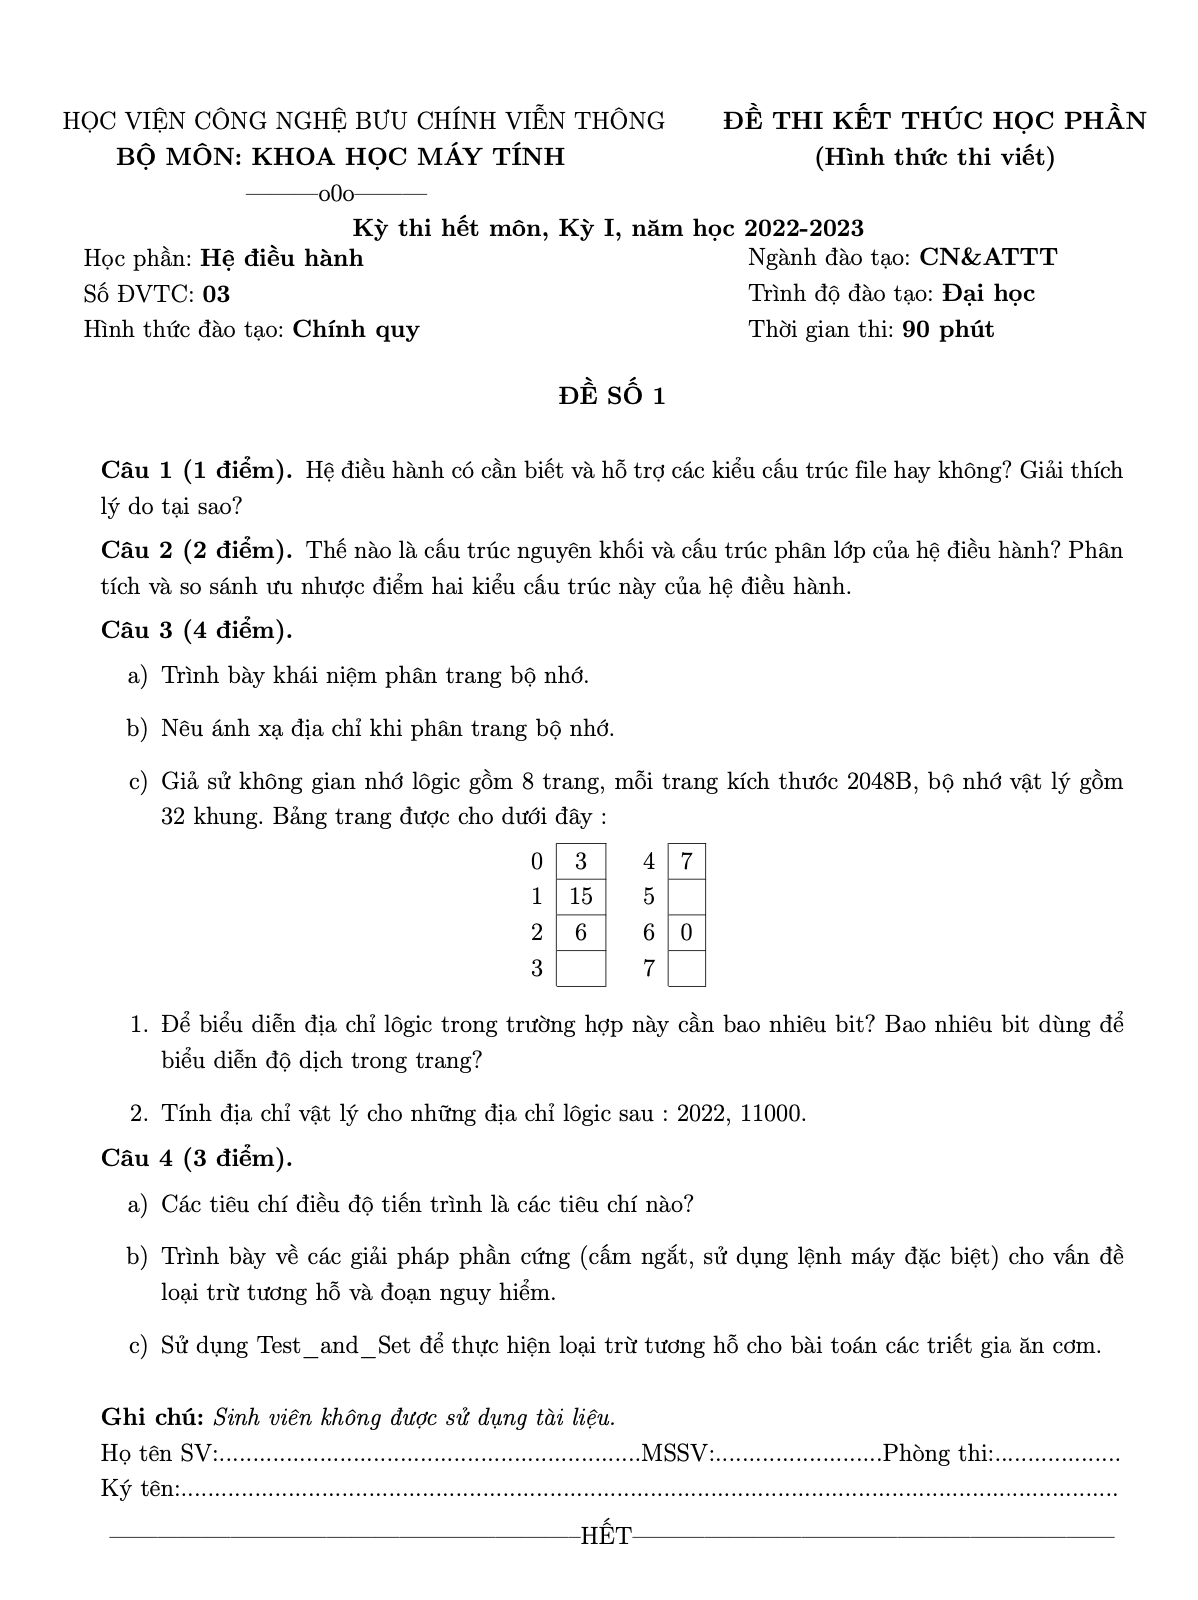 HỌC VIỆN CÔNG NGHỆ BƯU CHÍNH VIỄN THÔNG
BỘ MÔN: KHOA HỌC MÁY TÍNH
———o0o———
ĐỀ THI KẾT THÚC HỌC PHẦN
(Hình thức thi viết)
Kỳ thi hết môn, Kỳ I, năm học 2022-2023
Học phần: Hệ điều hành
Số ĐVTC: 03
Hình thức đào tạo: Chính quy
Ngành đào tạo: CN&ATTT
Trình độ đào tạo: Đại học
Thời gian thi: 90 phút
ĐỀ SỐ 1
Câu 1 (1 điểm). Hệ điều hành có cần biết và hỗ trợ các kiểu cấu trúc file hay không? Giải thích
lý do tại sao?
Câu 2 (2 điểm). Thế nào là cấu trúc nguyên khối và cấu trúc phân lớp của hệ điều hành? Phân
tích và so sánh ưu nhược điểm hai kiểu cấu trúc này của hệ điều hành.
Câu 3 (4 điểm).
a) Trình bày khái niệm phân trang bộ nhớ.
b) Nêu ánh xạ địa chỉ khi phân trang bộ nhớ.
c) Giả sử không gian nhớ lôgic gồm 8 trang, mỗi trang kích thước 2048B, bộ nhớ vật lý gồm
32 khung. Bảng trang được cho dưới đây :
0 3 4 7
1 15 5
2 6 6 0
3 7
1. Để biểu diễn địa chỉ lôgic trong trường hợp này cần bao nhiêu bit? Bao nhiêu bit dùng để
biểu diễn độ dịch trong trang?
2. Tính địa chỉ vật lý cho những địa chỉ lôgic sau : 2022, 11000.
Câu 4 (3 điểm).
a) Các tiêu chí điều độ tiến trình là các tiêu chí nào?
b) Trình bày về các giải pháp phần cứng (cấm ngắt, sử dụng lệnh máy đặc biệt) cho vấn đề
loại trừ tương hỗ và đoạn nguy hiểm.
c) Sử dụng Test_and_Set để thực hiện loại trừ tương hỗ cho bài toán các triết gia ăn cơm.
Ghi chú: Sinh viên không được sử dụng tài liệu.
Họ tên SV:...............................................................MSSV:.........................Phòng thi:...................
Ký tên:............................................................................................................................................
————————————————————HẾT————————————————————